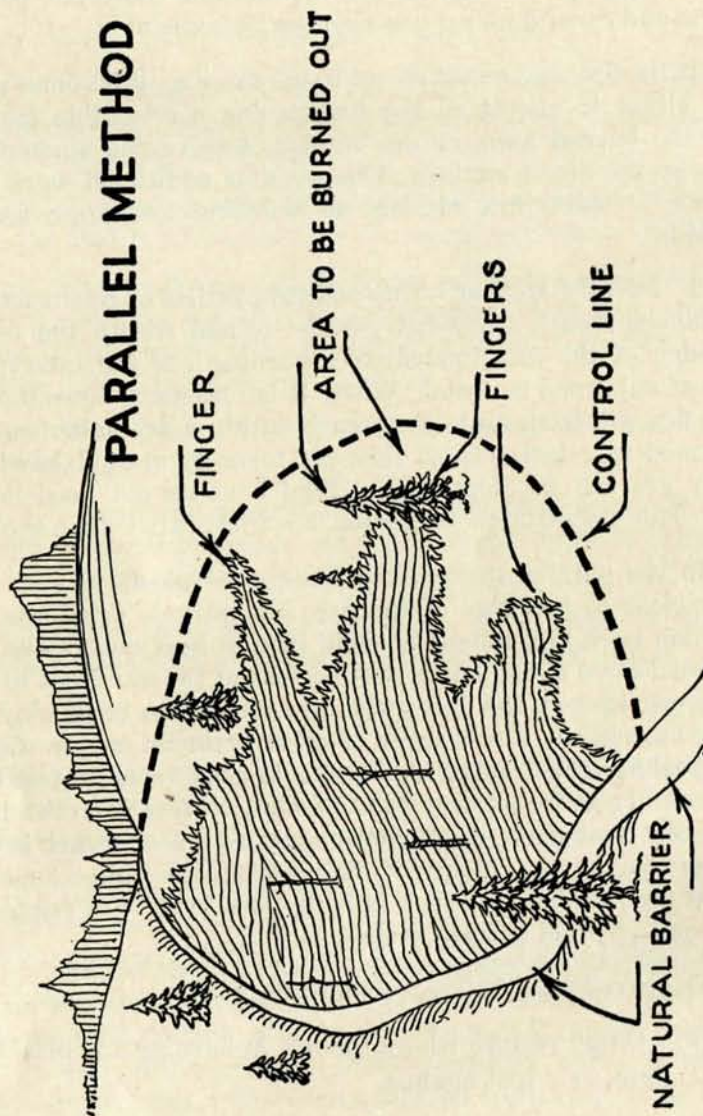 PARALLEL METHOD
FINGER
AREA TO BE BURNED OUT
FINGERS
CONTROL LINE
NATURAL BARRIER